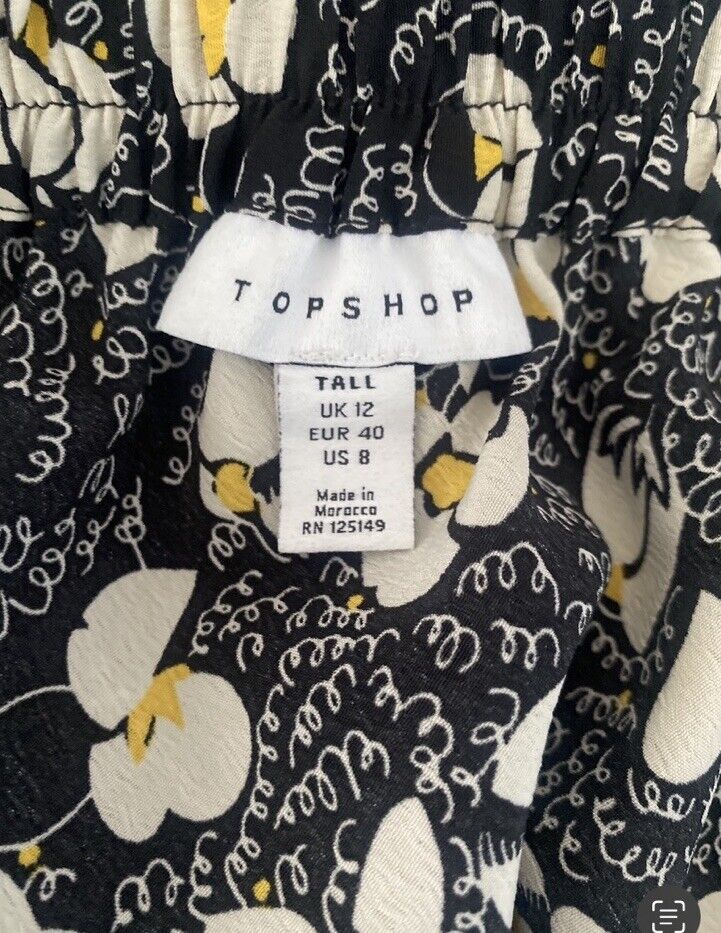 TOPSHOP
TALL
UK 12
EUR 40
US 8
Made in
Morocco
RN 125149